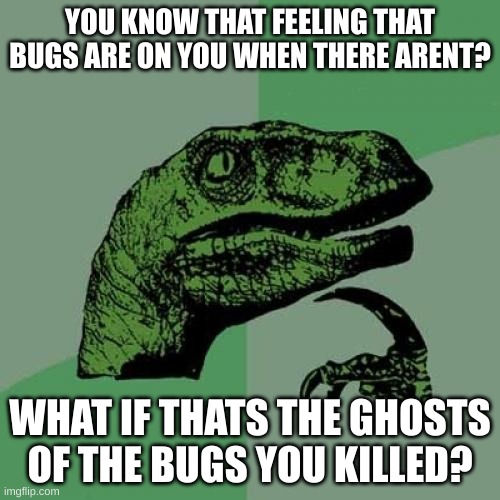 YOU KNOW THAT FEELING THAT
BUGS ARE ON YOU WHEN THERE ARENT?
WHAT IF THATS THE GHOSTS
OF THE BUGS YOU KILLED?
imgflip.com